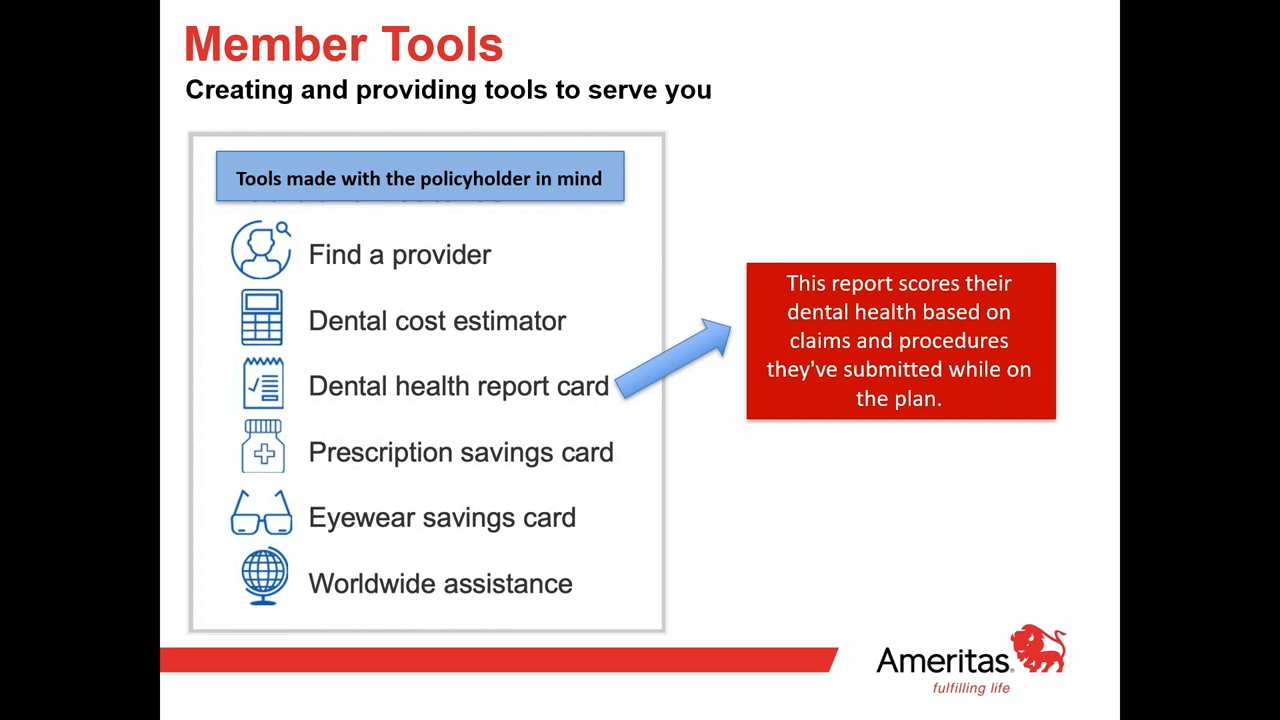 Member Tools
Creating and providing tools to serve you
Tools made with the policyholder in mind
Find a provider
Dental cost estimator
Dental health report card
Prescription savings card
Eyewear savings card
Worldwide assistance
This report scores their
dental health based on
claims and procedures
they've submitted while on
the plan.
Ameritas
fulfilling life